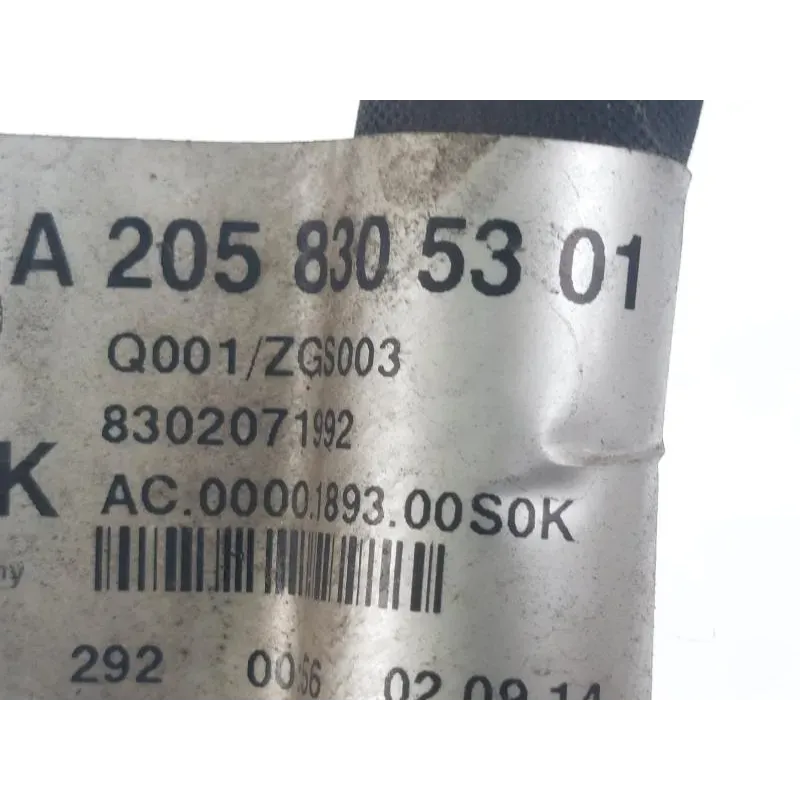 A 205 830 53 01
Q001/ZGS003
8302071992
K AC.00001893.00S0K
ny
292 0056 02.09.14